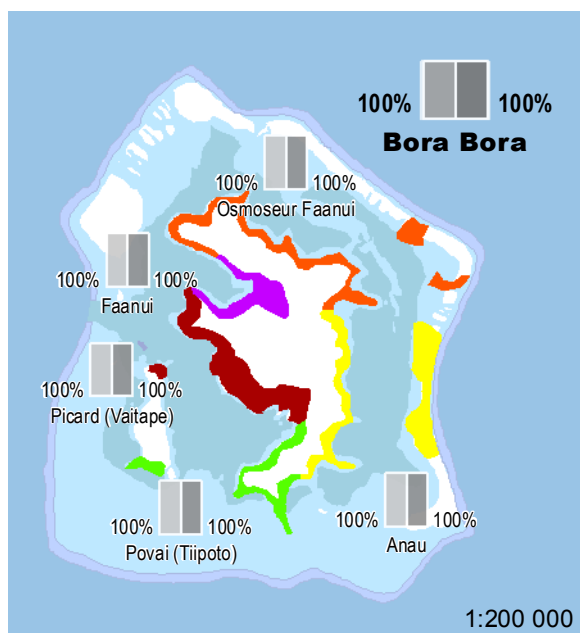 100% 100%
Bora Bora
100% 100%
Osmoseur Faanui
100% 100%
Faanui
100% 100%
Picard (Vaitape)
100% 100%
Povai (Tiipoto)
100% 100%
Anau
1:200 000